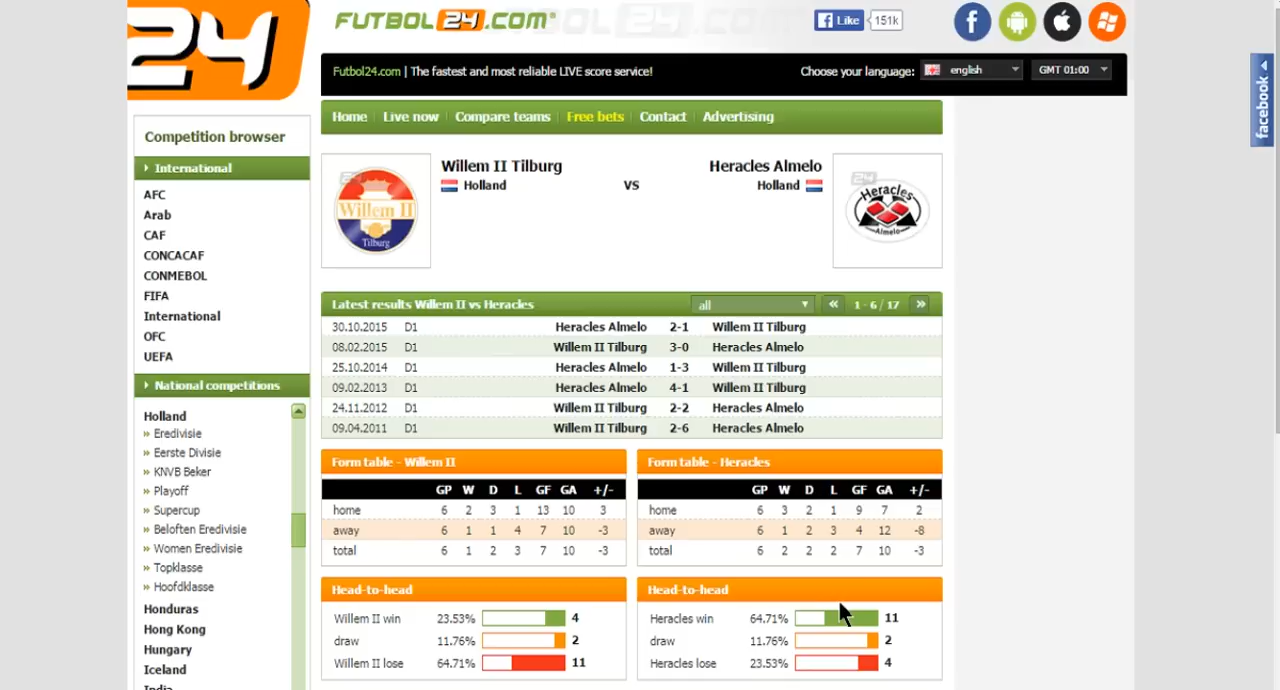 24
FUTBOL24.COM®
Like 151k
Futbol24.com | The fastest and most reliable LIVE score service!
Choose your language: english GMT 01:00
facebook
Home Live now Compare teams Free bets Contact Advertising
Competition browser
International
AFC
Arab
CAF
CONCACAF
CONMEBOL
FIFA
International
OFC
UEFA
National competitions
Holland
» Eredivisie
» Eerste Divisie
» KNVB Beker
» Playoff
» Supercup
» Beloften Eredivisie
» Women Eredivisie
» Topklasse
» Hoofdklasse
Honduras
Hong Kong
Hungary
Iceland
India
Willem II Tilburg Heracles Almelo
Holland VS Holland
Willem II
Tilburg
Heracles
Almelo
Latest results Willem II vs Heracles all « 1 - 6 / 17 »
30.10.2015 D1 Heracles Almelo 2-1 Willem II Tilburg
08.02.2015 D1 Willem II Tilburg 3-0 Heracles Almelo
25.10.2014 D1 Heracles Almelo 1-3 Willem II Tilburg
09.02.2013 D1 Heracles Almelo 4-1 Willem II Tilburg
24.11.2012 D1 Willem II Tilburg 2-2 Heracles Almelo
09.04.2011 D1 Willem II Tilburg 2-6 Heracles Almelo
Form table - Willem II
GP W D L GF GA +/-
home 6 2 3 1 13 10 3
away 6 1 1 4 7 10 -3
total 6 1 2 3 7 10 -3
Form table - Heracles
GP W D L GF GA +/-
home 6 3 2 1 9 7 2
away 6 1 2 3 4 12 -8
total 6 2 2 2 7 10 -3
Head-to-head
Willem II win 23.53% 4
draw 11.76% 2
Willem II lose 64.71% 11
Head-to-head
Heracles win 64.71% 11
draw 11.76% 2
Heracles lose 23.53% 4